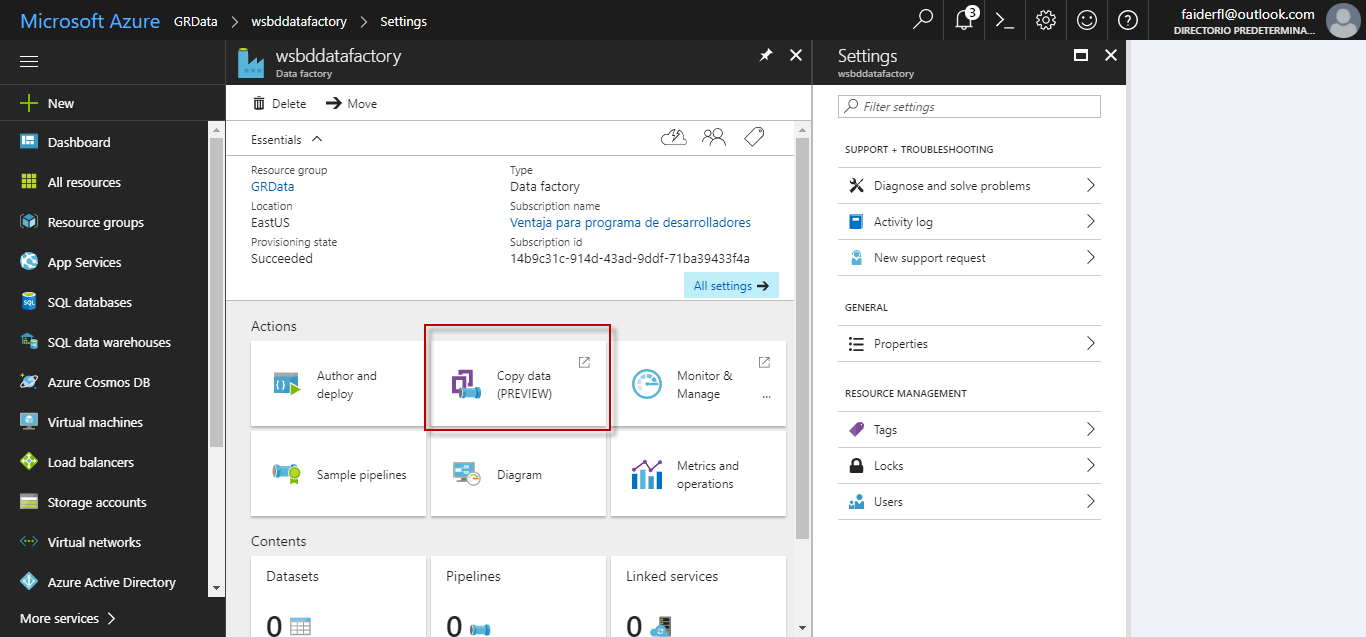 Microsoft Azure GRData wsbddatafactory Settings
3
faiderfl@outlook.com
DIRECTORIO PREDETERMINA...
New
Dashboard
All resources
Resource groups
App Services
SQL databases
SQL data warehouses
Azure Cosmos DB
Virtual machines
Load balancers
Storage accounts
Virtual networks
Azure Active Directory
More services
wsbddatafactory
Data factory
Delete Move
Essentials
Resource group
GRData
Location
EastUS
Provisioning state
Succeeded
Type
Data factory
Subscription name
Ventaja para programa de desarrolladores
Subscription id
14b9c31c-914d-43ad-9ddf-71ba39433f4a
All settings
Actions
Author and
deploy
Copy data
(PREVIEW)
Monitor &
Manage
...
Sample pipelines
Diagram
Metrics and
operations
Contents
Datasets
0
Pipelines
0
Linked services
0
Settings
wsbddatafactory
Filter settings
SUPPORT + TROUBLESHOOTING
Diagnose and solve problems
Activity log
New support request
GENERAL
Properties
RESOURCE MANAGEMENT
Tags
Locks
Users